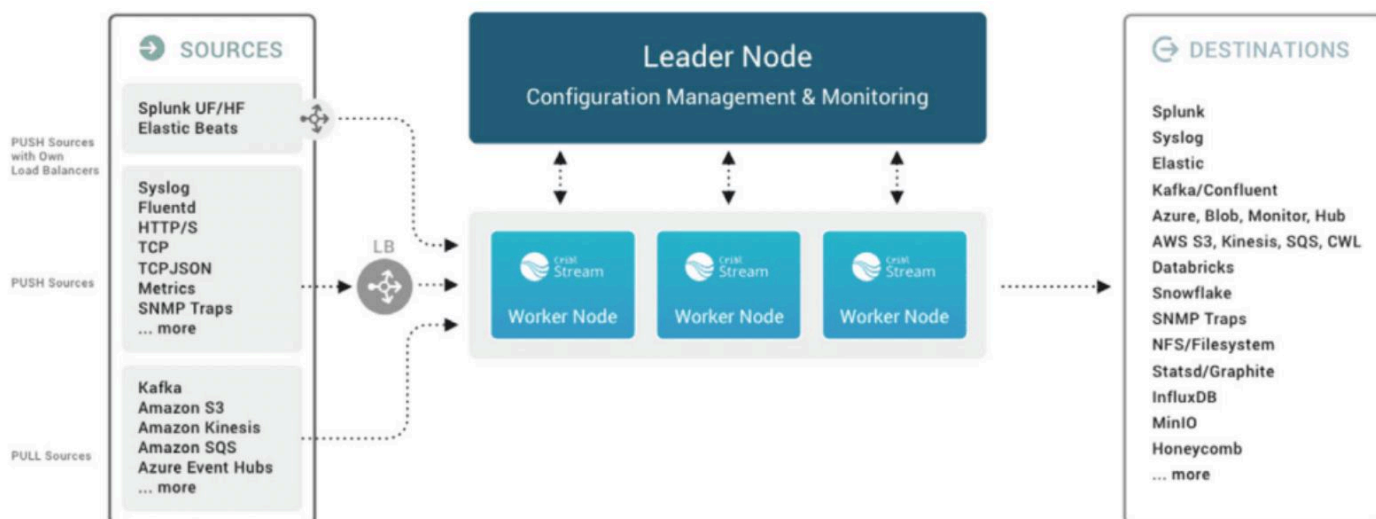 SOURCES
PUSH Sources
with Own
Load Balancers
Splunk UF/HF
Elastic Beats
PUSH Sources
Syslog
Fluentd
HTTP/S
TCP
TCPJSON
Metrics
SNMP Traps
... more
PULL Sources
Kafka
Amazon S3
Amazon Kinesis
Amazon SQS
Azure Event Hubs
... more
LB
Leader Node
Configuration Management & Monitoring
Cribl
Stream
Worker Node
Cribl
Stream
Worker Node
Cribl
Stream
Worker Node
DESTINATIONS
Splunk
Syslog
Elastic
Kafka/Confluent
Azure, Blob, Monitor, Hub
AWS S3, Kinesis, SQS, CWL
Databricks
Snowflake
SNMP Traps
NFS/Filesystem
Statsd/Graphite
InfluxDB
MinIO
Honeycomb
... more